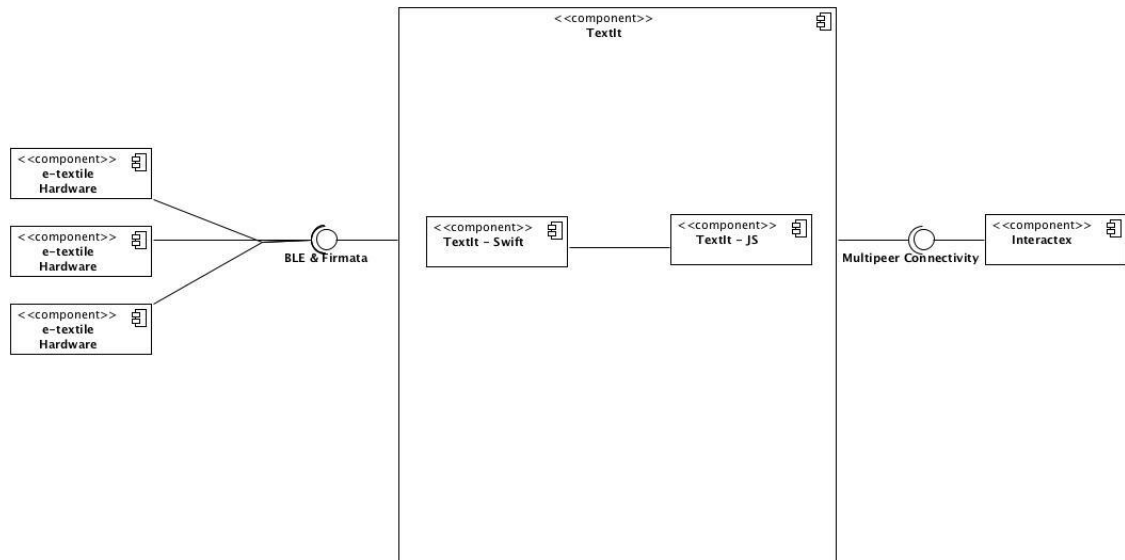 <<component>>
TextIt
<<component>>
e-textile
Hardware
<<component>>
e-textile
Hardware
<<component>>
e-textile
Hardware
BLE & Firmata
<<component>>
TextIt - Swift
<<component>>
TextIt - JS
Multipeer Connectivity
<<component>>
Interactex